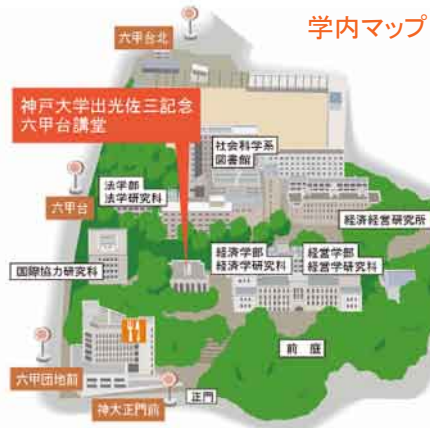 学内マップ
六甲台北
神戸大学出光佐三記念
六甲台講堂
社会科学系
図書館
法学部
法学研究科
六甲台
経済経営研究所
国際協力研究科
経済学部
経済学研究科
経営学部
経営学研究科
前庭
六甲団地前
神大正門前
正門